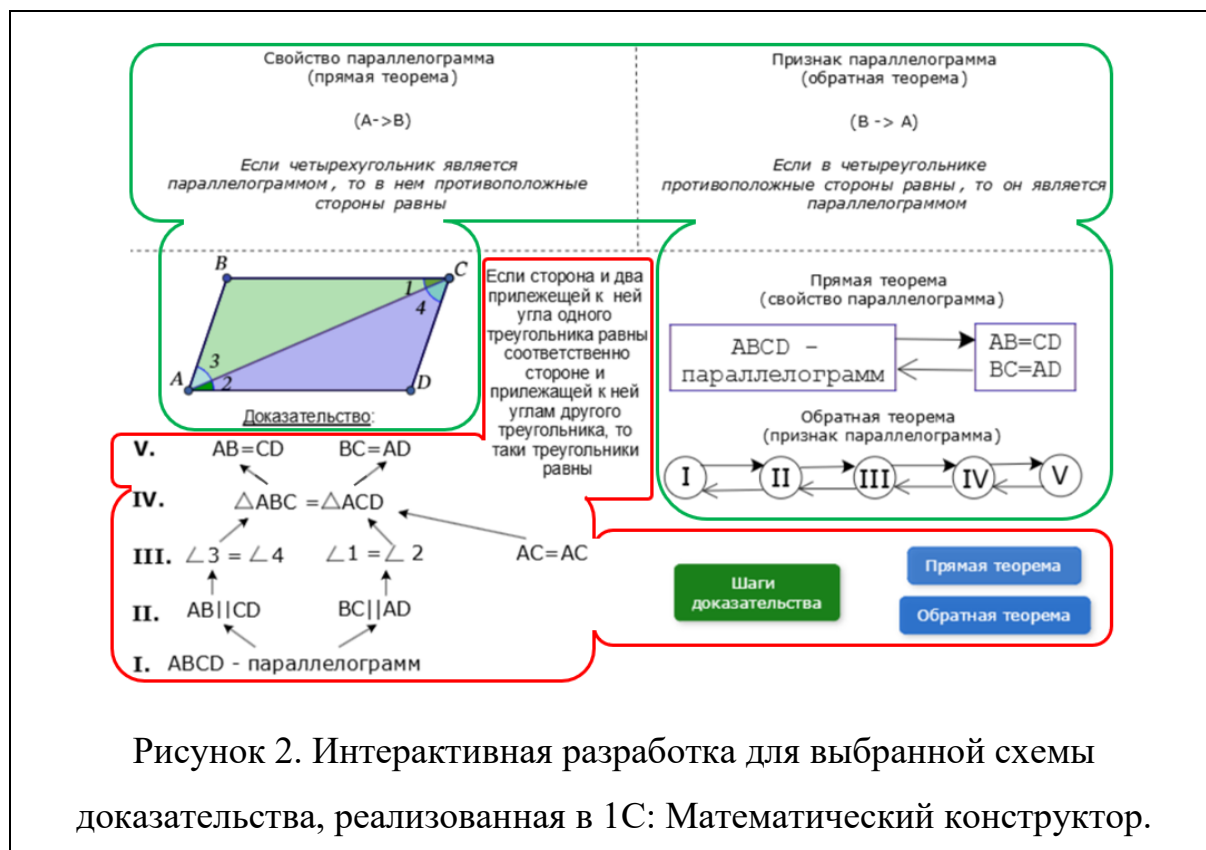 Свойство параллелограмма
(прямая теорема)
(A->B)
Если четырехугольник является
параллелограммом, то в нем противоположные
стороны равны
Признак параллелограмма
(обратная теорема)
(B -> A)
Если в четыреугольнике
противоположные стороны равны, то он является
параллелограммом
B
C
1
4
3
A
2
D
Доказательство:
Если сторона и два
прилежещей к ней
угла одного
треугольника равны
соответственно
стороне и
прилежащей к ней
углам другого
треугольника, то
таки треугольники
равны
Прямая теорема
(свойство параллелограмма)
ABCD –
параллелограмм
AB=CD
BC=AD
Обратная теорема
(признак параллелограмма)
I II III IV V
V. AB=CD BC=AD
IV. △ABC =△ACD
III. ∠3 = ∠4 ∠1 = ∠2 AC=AC
II. AB||CD BC||AD
I. ABCD - параллелограмм
Шаги
доказательства
Прямая теорема
Обратная теорема
Рисунок 2. Интерактивная разработка для выбранной схемы
доказательства, реализованная в 1С: Математический конструктор.